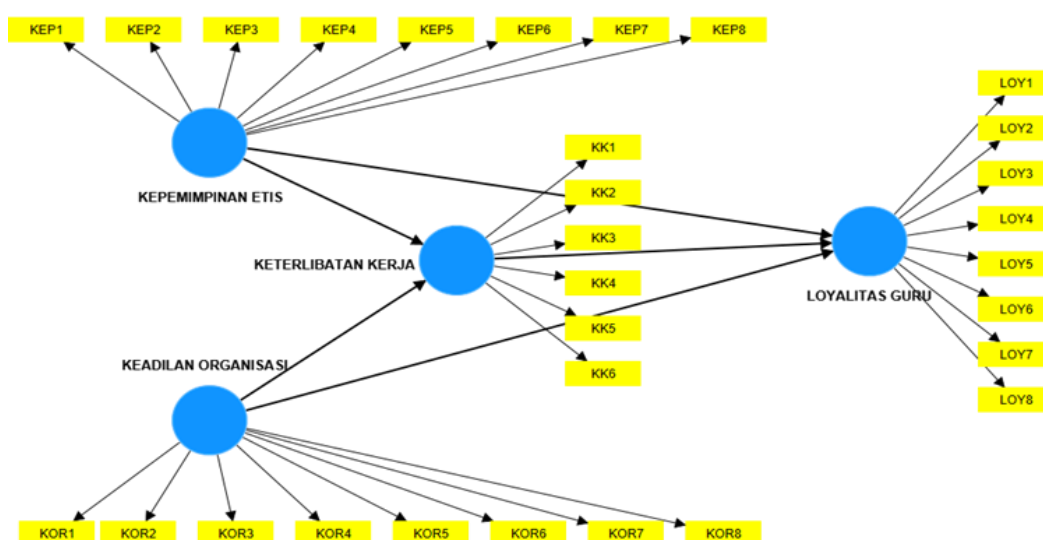 KEP1 KEP2 KEP3 KEP4 KEP5 KEP6 KEP7 KEP8
KEPEMIMPINAN ETIS
KK1
KK2
KK3
KK4
KK5
KK6
KETERLIBATAN KERJA
LOY1
LOY2
LOY3
LOY4
LOY5
LOY6
LOY7
LOY8
LOYALITAS GURU
KEADILAN ORGANISASI
KOR1 KOR2 KOR3 KOR4 KOR5 KOR6 KOR7 KOR8